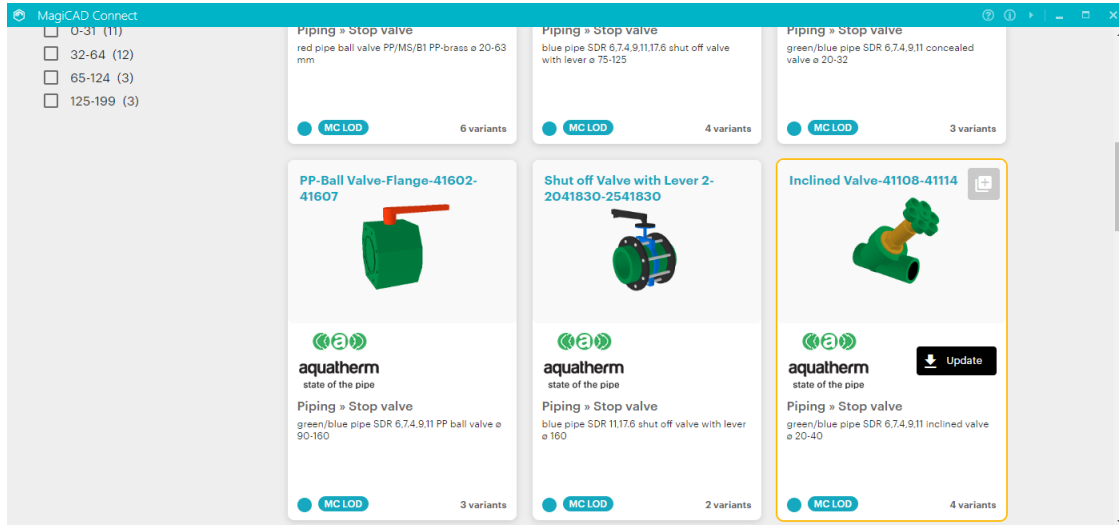 MagiCAD Connect
0-31 (11)
32-64 (12)
65-124 (3)
125-199 (3)
Piping » Stop valve
red pipe ball valve PP/MS/B1 PP-brass ø 20-63
mm
MC LOD
6 variants
Piping » Stop valve
blue pipe SDR 6,7.4,9,11,17.6 shut off valve
with lever ø 75-125
MC LOD
4 variants
Piping » Stop valve
green/blue pipe SDR 6,7.4,9,11 concealed
valve ø 20-32
MC LOD
3 variants
PP-Ball Valve-Flange-41602-
41607
aquatherm
state of the pipe
Piping » Stop valve
green/blue pipe SDR 6,7.4,9,11 PP ball valve ø
90-160
MC LOD
3 variants
Shut off Valve with Lever 2-
2041830-2541830
aquatherm
state of the pipe
Piping » Stop valve
blue pipe SDR 11,17.6 shut off valve with lever
ø 160
MC LOD
2 variants
Inclined Valve-41108-41114
aquatherm
state of the pipe
Update
Piping » Stop valve
green/blue pipe SDR 6,7.4,9,11 inclined valve
ø 20-40
MC LOD
4 variants